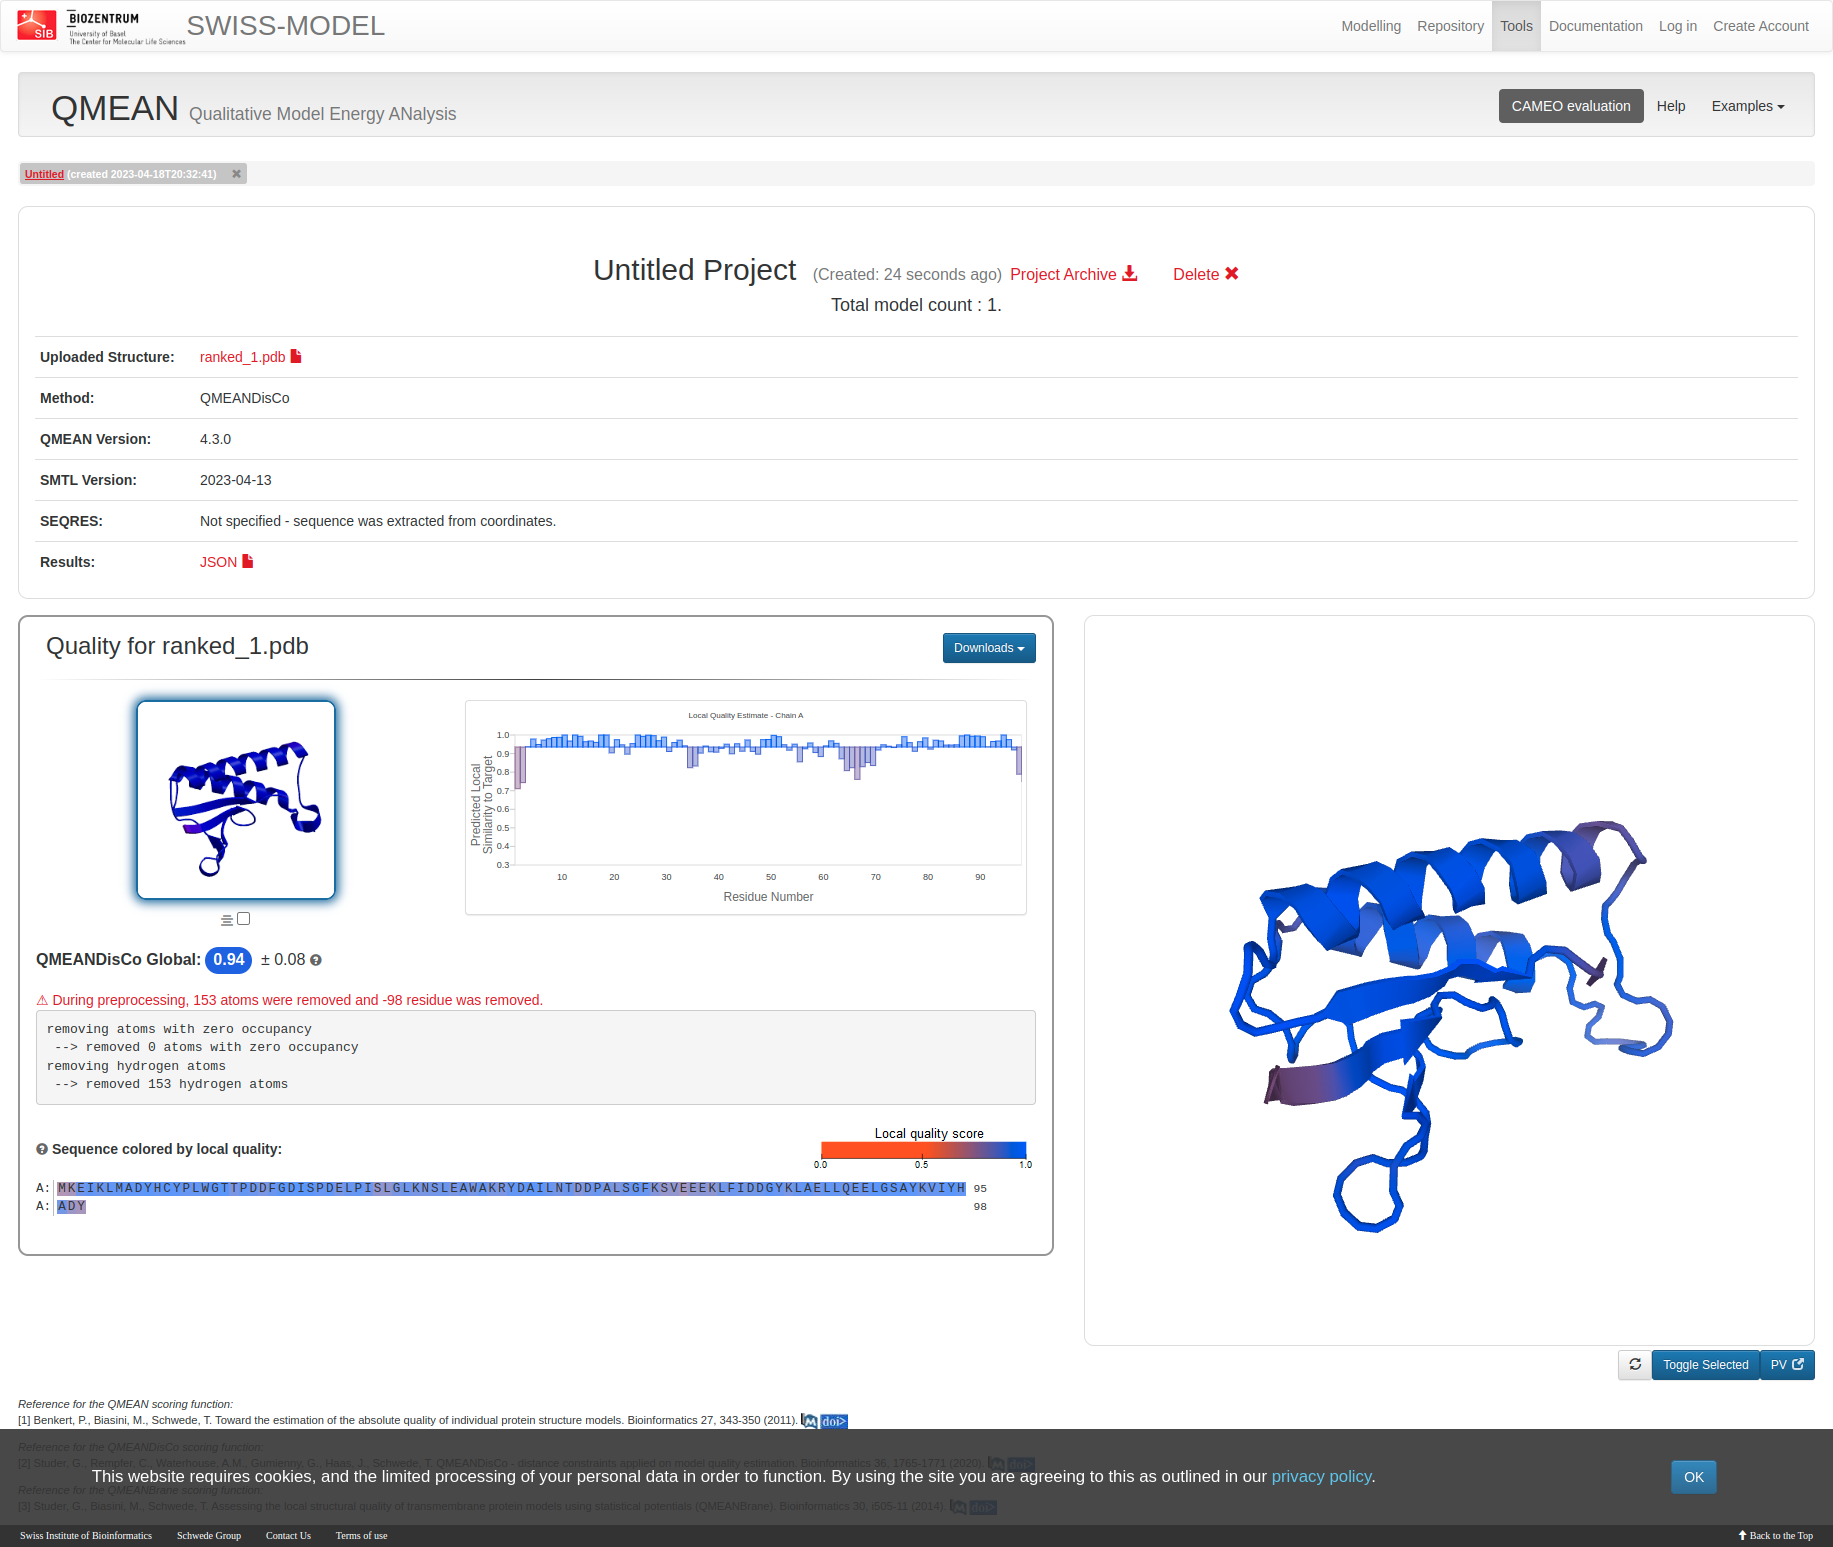 SIB
BIOZENTRUM
University of Basel
The Center for Molecular Life Sciences
SWISS-MODEL
Modelling Repository Tools Documentation Log in Create Account
QMEAN Qualitative Model Energy ANalysis
CAMEO evaluation Help Examples
Untitled (created 2023-04-18T20:32:41)
Untitled Project (Created: 24 seconds ago) Project Archive Delete
Total model count : 1.
Uploaded Structure: ranked_1.pdb
Method: QMEANDisCo
QMEAN Version: 4.3.0
SMTL Version: 2023-04-13
SEQRES: Not specified - sequence was extracted from coordinates.
Results: JSON
Quality for ranked_1.pdb
Downloads
Local Quality Estimate - Chain A
Predicted Local
Similarity to Target
1.0
0.9
0.8
0.7
0.6
0.5
0.4
0.3
10 20 30 40 50 60 70 80 90
Residue Number
QMEANDisCo Global: 0.94 ± 0.08
⚠ During preprocessing, 153 atoms were removed and -98 residue was removed.
removing atoms with zero occupancy
--> removed 0 atoms with zero occupancy
removing hydrogen atoms
--> removed 153 hydrogen atoms
Sequence colored by local quality:
Local quality score
0.0 0.5 1.0
A: MKEIKLMADYHCYPLWGTTPDDFGDISPDELPISLGLKNSLEAWAKRYDAILNTDDPALSGFKSVEEEKLFIDDGYKLAELLQEELGSAYKVIYH 95
A: ADY 98
Toggle Selected PV
Reference for the QMEAN scoring function:
[1] Benkert, P., Biasini, M., Schwede, T. Toward the estimation of the absolute quality of individual protein structure models. Bioinformatics 27, 343-350 (2011). doi>
Reference for the QMEANDisCo scoring function:
[2] Studer, G., Rempfer, C., Waterhouse, A.M., Gumienny, G., Haas, J., Schwede, T. QMEANDisCo - distance constraints applied on model quality estimation. Bioinformatics 36, 1765-1771 (2020). doi>
This website requires cookies, and the limited processing of your personal data in order to function. By using the site you are agreeing to this as outlined in our privacy policy.
OK
Reference for the QMEANBrane scoring function:
[3] Studer, G., Biasini, M., Schwede, T. Assessing the local structural quality of transmembrane protein models using statistical potentials (QMEANBrane). Bioinformatics 30, i505-11 (2014). doi>
Swiss Institute of Bioinformatics Schwede Group Contact Us Terms of use Back to the Top